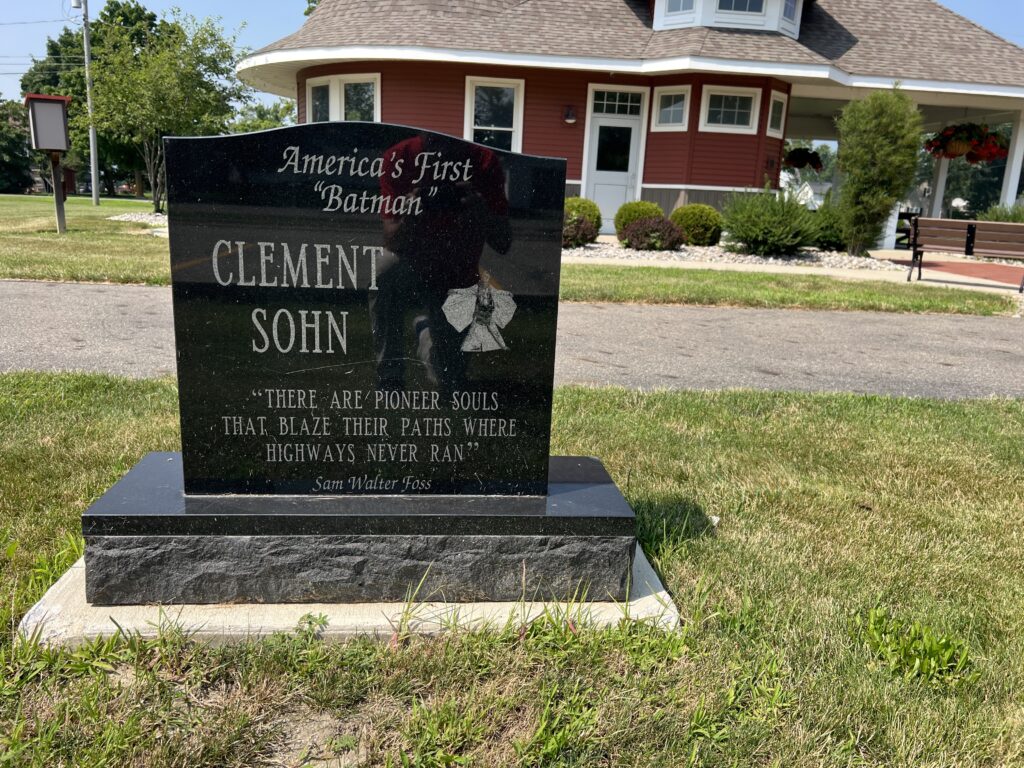 America's First
"Batman"
CLEMENT
SOHN
"THERE ARE PIONEER SOULS
THAT BLAZE THEIR PATHS WHERE
HIGHWAYS NEVER RAN"
Sam Walter Foss